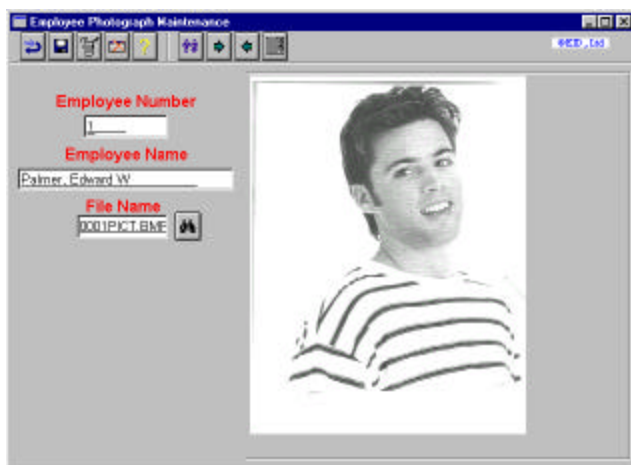 Employee Photograph Maintenance
Employee Number
1
Employee Name
Palmer, Edward W
File Name
0001PICT.BMP